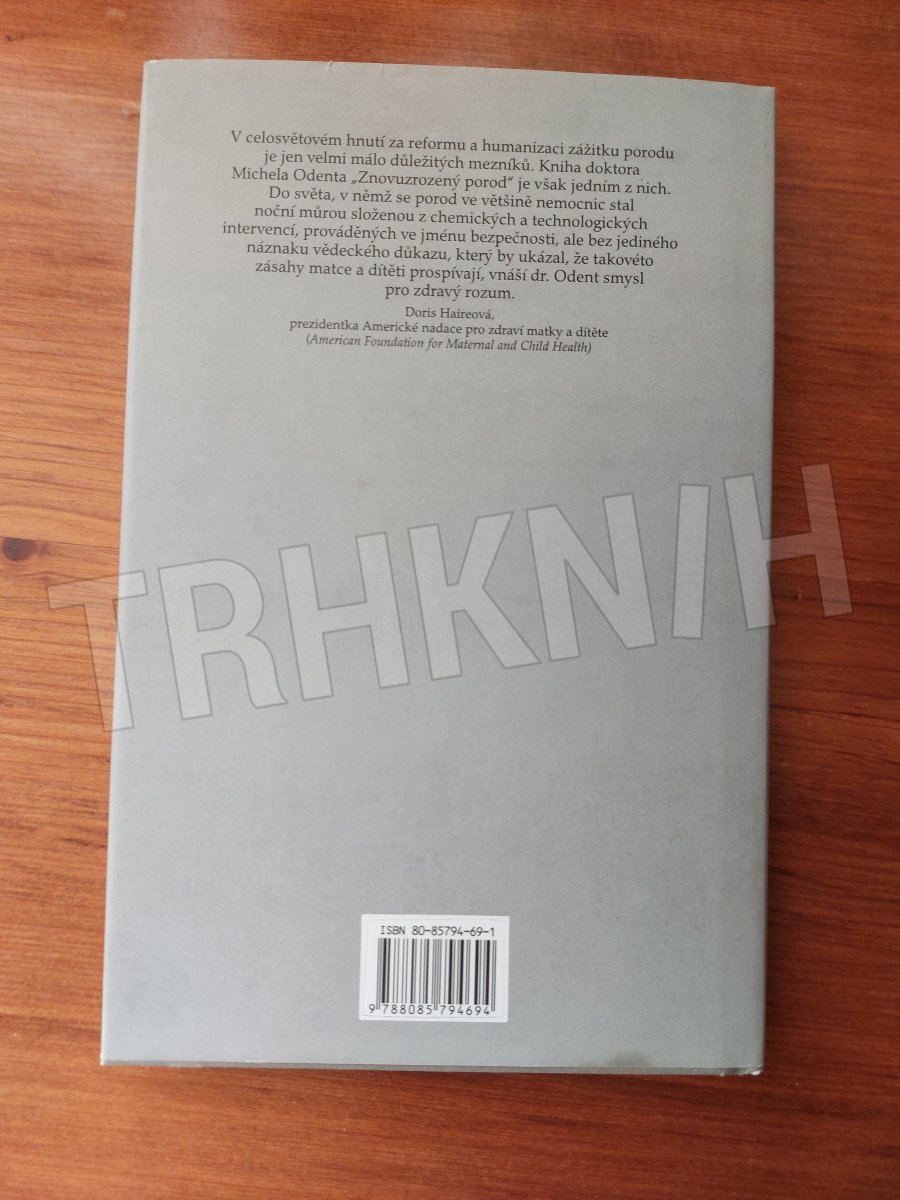 V celosvětovém hnutí za reformu a humanizaci zážitku porodu
je jen velmi málo důležitých mezníků. Kniha doktora
Michela Odenta „Znovuzrozený porod“ je však jedním z nich.
Do světa, v němž se porod ve většině nemocnic stal
noční můrou složenou z chemických a technologických
intervencí, prováděných ve jménu bezpečnosti, ale bez jediného
náznaku vědeckého důkazu, který by ukázal, že takovéto
zásahy matce a dítěti prospívají, vnáší dr. Odent smysl
pro zdravý rozum.
Doris Haireová,
prezidentka Americké nadace pro zdraví matky a dítěte
(American Foundation for Maternal and Child Health)
TRHKNIH
ISBN 80-85794-69-1
9 788085 794694